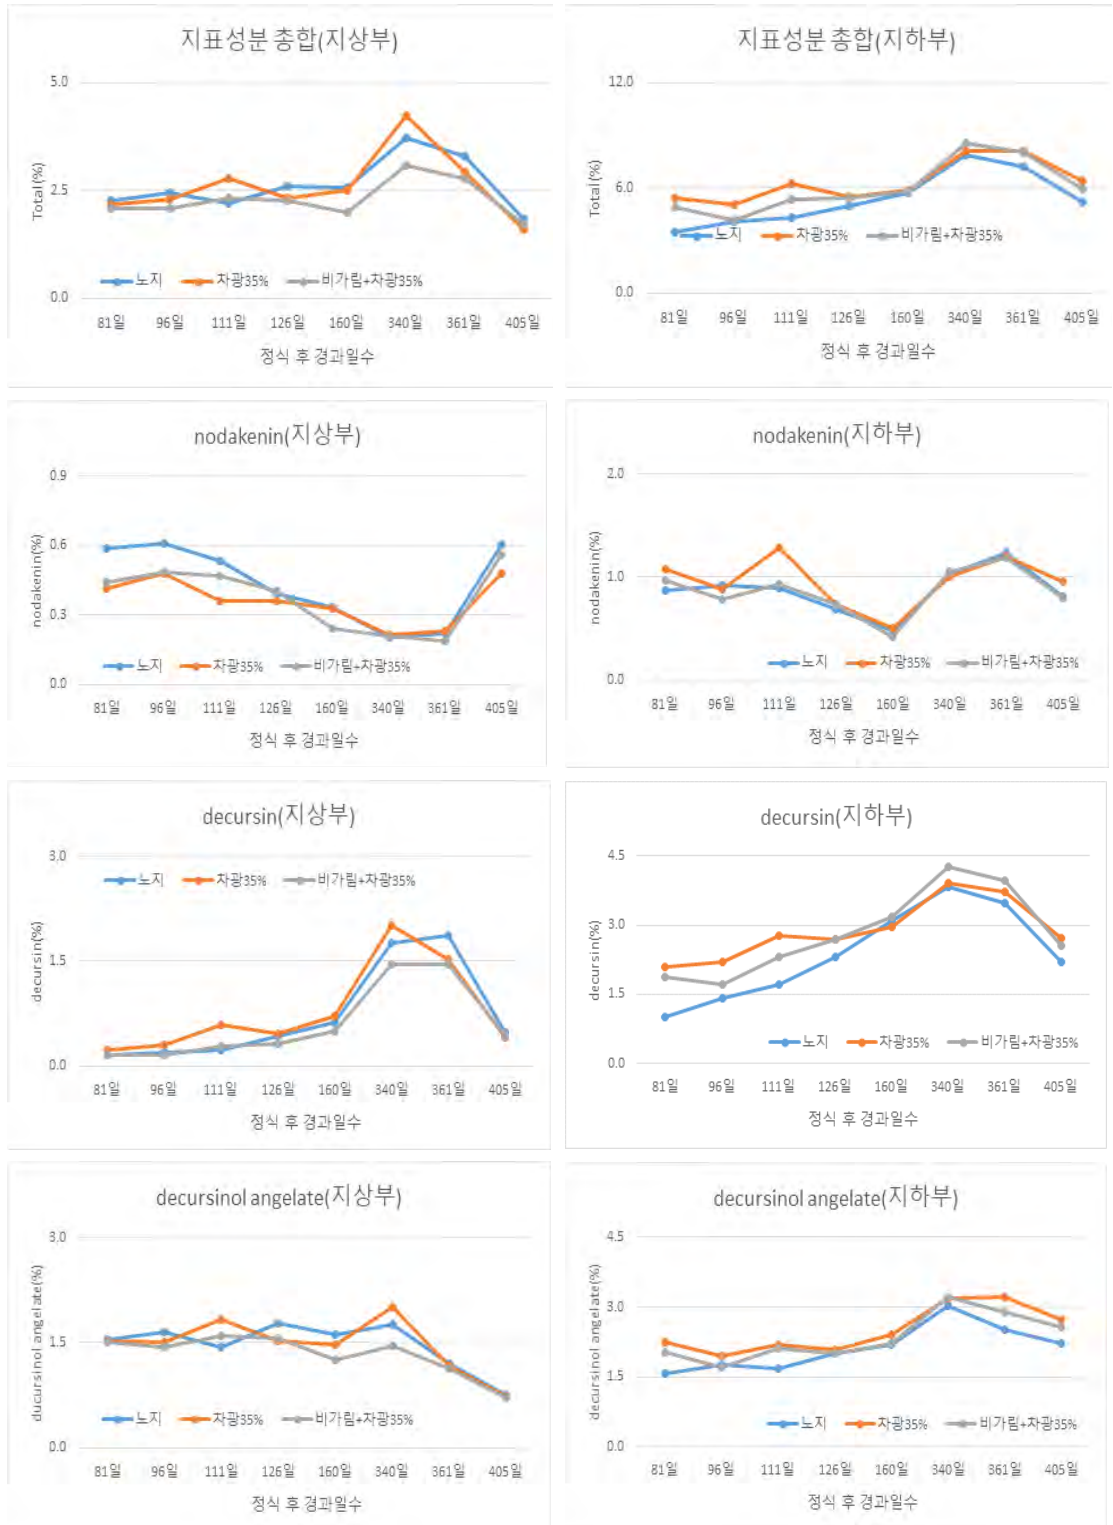 지표성분 총합(지상부)
5.0
2.5
0.0
Total(%)
노지 차광35% 비가림+차광35%
81일 96일 111일 126일 160일 340일 361일 405일
정식 후 경과일수
지표성분 총합(지하부)
12.0
6.0
0.0
Total(%)
노지 차광35% 비가림+차광35%
81일 96일 111일 126일 160일 340일 361일 405일
정식 후 경과일수
nodakenin(지상부)
0.9
0.6
0.3
0.0
nodakenin(%)
노지 차광35% 비가림+차광35%
81일 96일 111일 126일 160일 340일 361일 405일
정식 후 경과일수
nodakenin(지하부)
2.0
1.0
0.0
nodakenin(%)
노지 차광35% 비가림+차광35%
81일 96일 111일 126일 160일 340일 361일 405일
정식 후 경과일수
decursin(지상부)
3.0
1.5
0.0
decursin(%)
노지 차광35% 비가림+차광35%
81일 96일 111일 126일 160일 340일 361일 405일
정식 후 경과일수
decursin(지하부)
4.5
3.0
1.5
0.0
decursin(%)
노지 차광35% 비가림+차광35%
81일 96일 111일 126일 160일 340일 361일 405일
정식 후 경과일수
decursinol angelate(지상부)
3.0
1.5
0.0
ducursinol angelate(%)
노지 차광35% 비가림+차광35%
81일 96일 111일 126일 160일 340일 361일 405일
정식 후 경과일수
decursinol angelate(지하부)
4.5
3.0
1.5
0.0
decursinol angelate(%)
노지 차광35% 비가림+차광35%
81일 96일 111일 126일 160일 340일 361일 405일
정식 후 경과일수